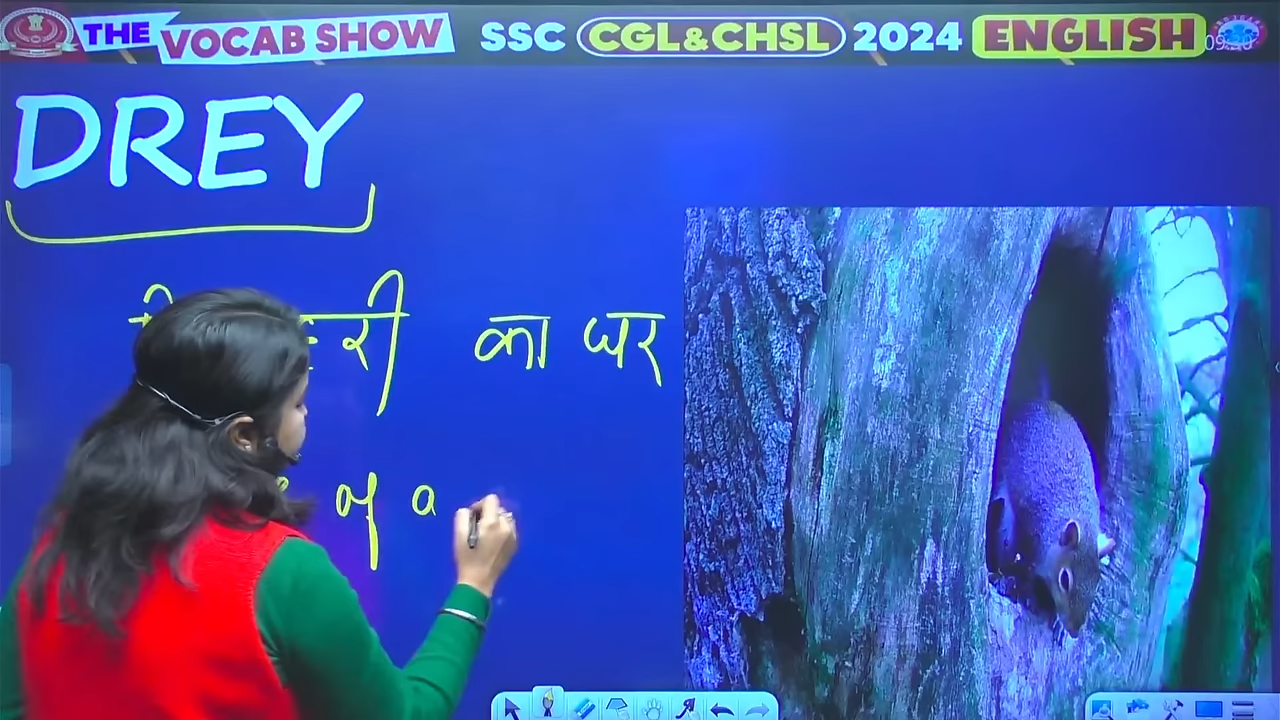 THE VOCAB SHOW SSC CGL & CHSL 2024 ENGLISH
DREY
का घर
of a